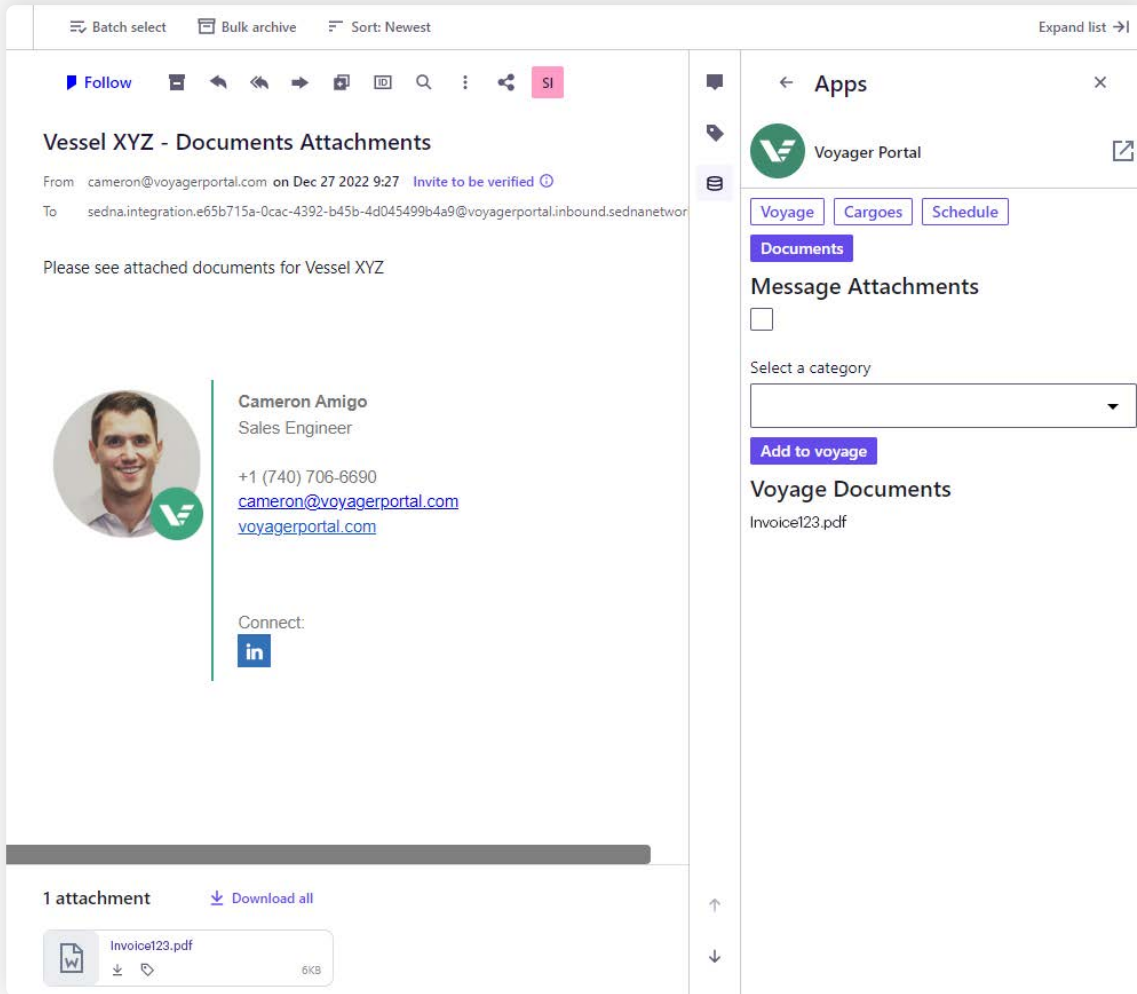 Batch select Bulk archive Sort: Newest Expand list
Follow ID SI
Vessel XYZ - Documents Attachments
From cameron@voyagerportal.com on Dec 27 2022 9:27 Invite to be verified
To sedna.integration.e65b715a-0cac-4392-b45b-4d045499b4a9@voyagerportal.inbound.sednanetwor
Please see attached documents for Vessel XYZ
Cameron Amigo
Sales Engineer
+1 (740) 706-6690
cameron@voyagerportal.com
voyagerportal.com
Connect:
in
1 attachment Download all
W
Invoice123.pdf
6KB
Apps
Voyager Portal
Voyage Cargoes Schedule
Documents
Message Attachments
Select a category
Add to voyage
Voyage Documents
Invoice123.pdf